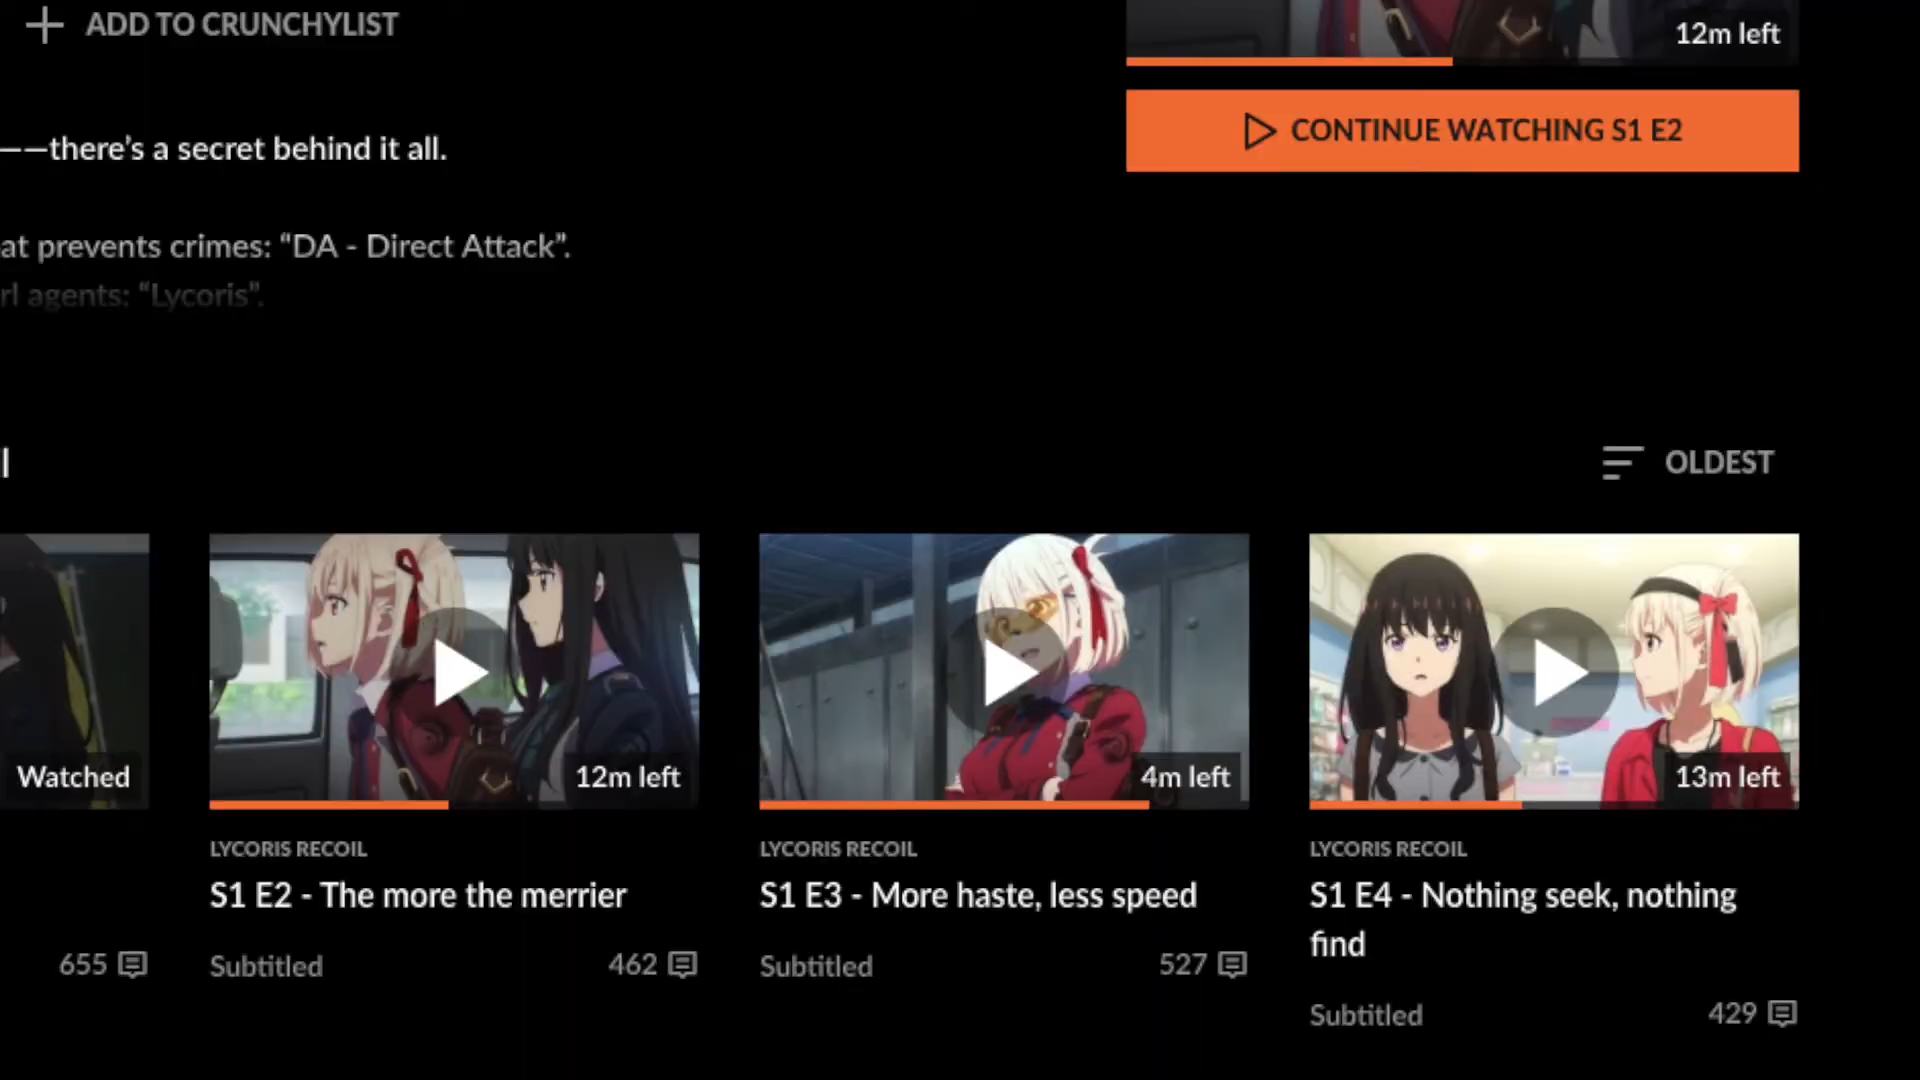 ADD TO CRUNCHYLIST
12m left
CONTINUE WATCHING S1 E2
——there’s a secret behind it all.
at prevents crimes: “DA - Direct Attack”.
rl agents: “Lycoris”.
l
OLDEST
Watched
12m left
4m left
13m left
LYCORIS RECOIL
LYCORIS RECOIL
LYCORIS RECOIL
S1 E2 - The more the merrier
S1 E3 - More haste, less speed
S1 E4 - Nothing seek, nothing
find
655
Subtitled
462
Subtitled
527
Subtitled
429